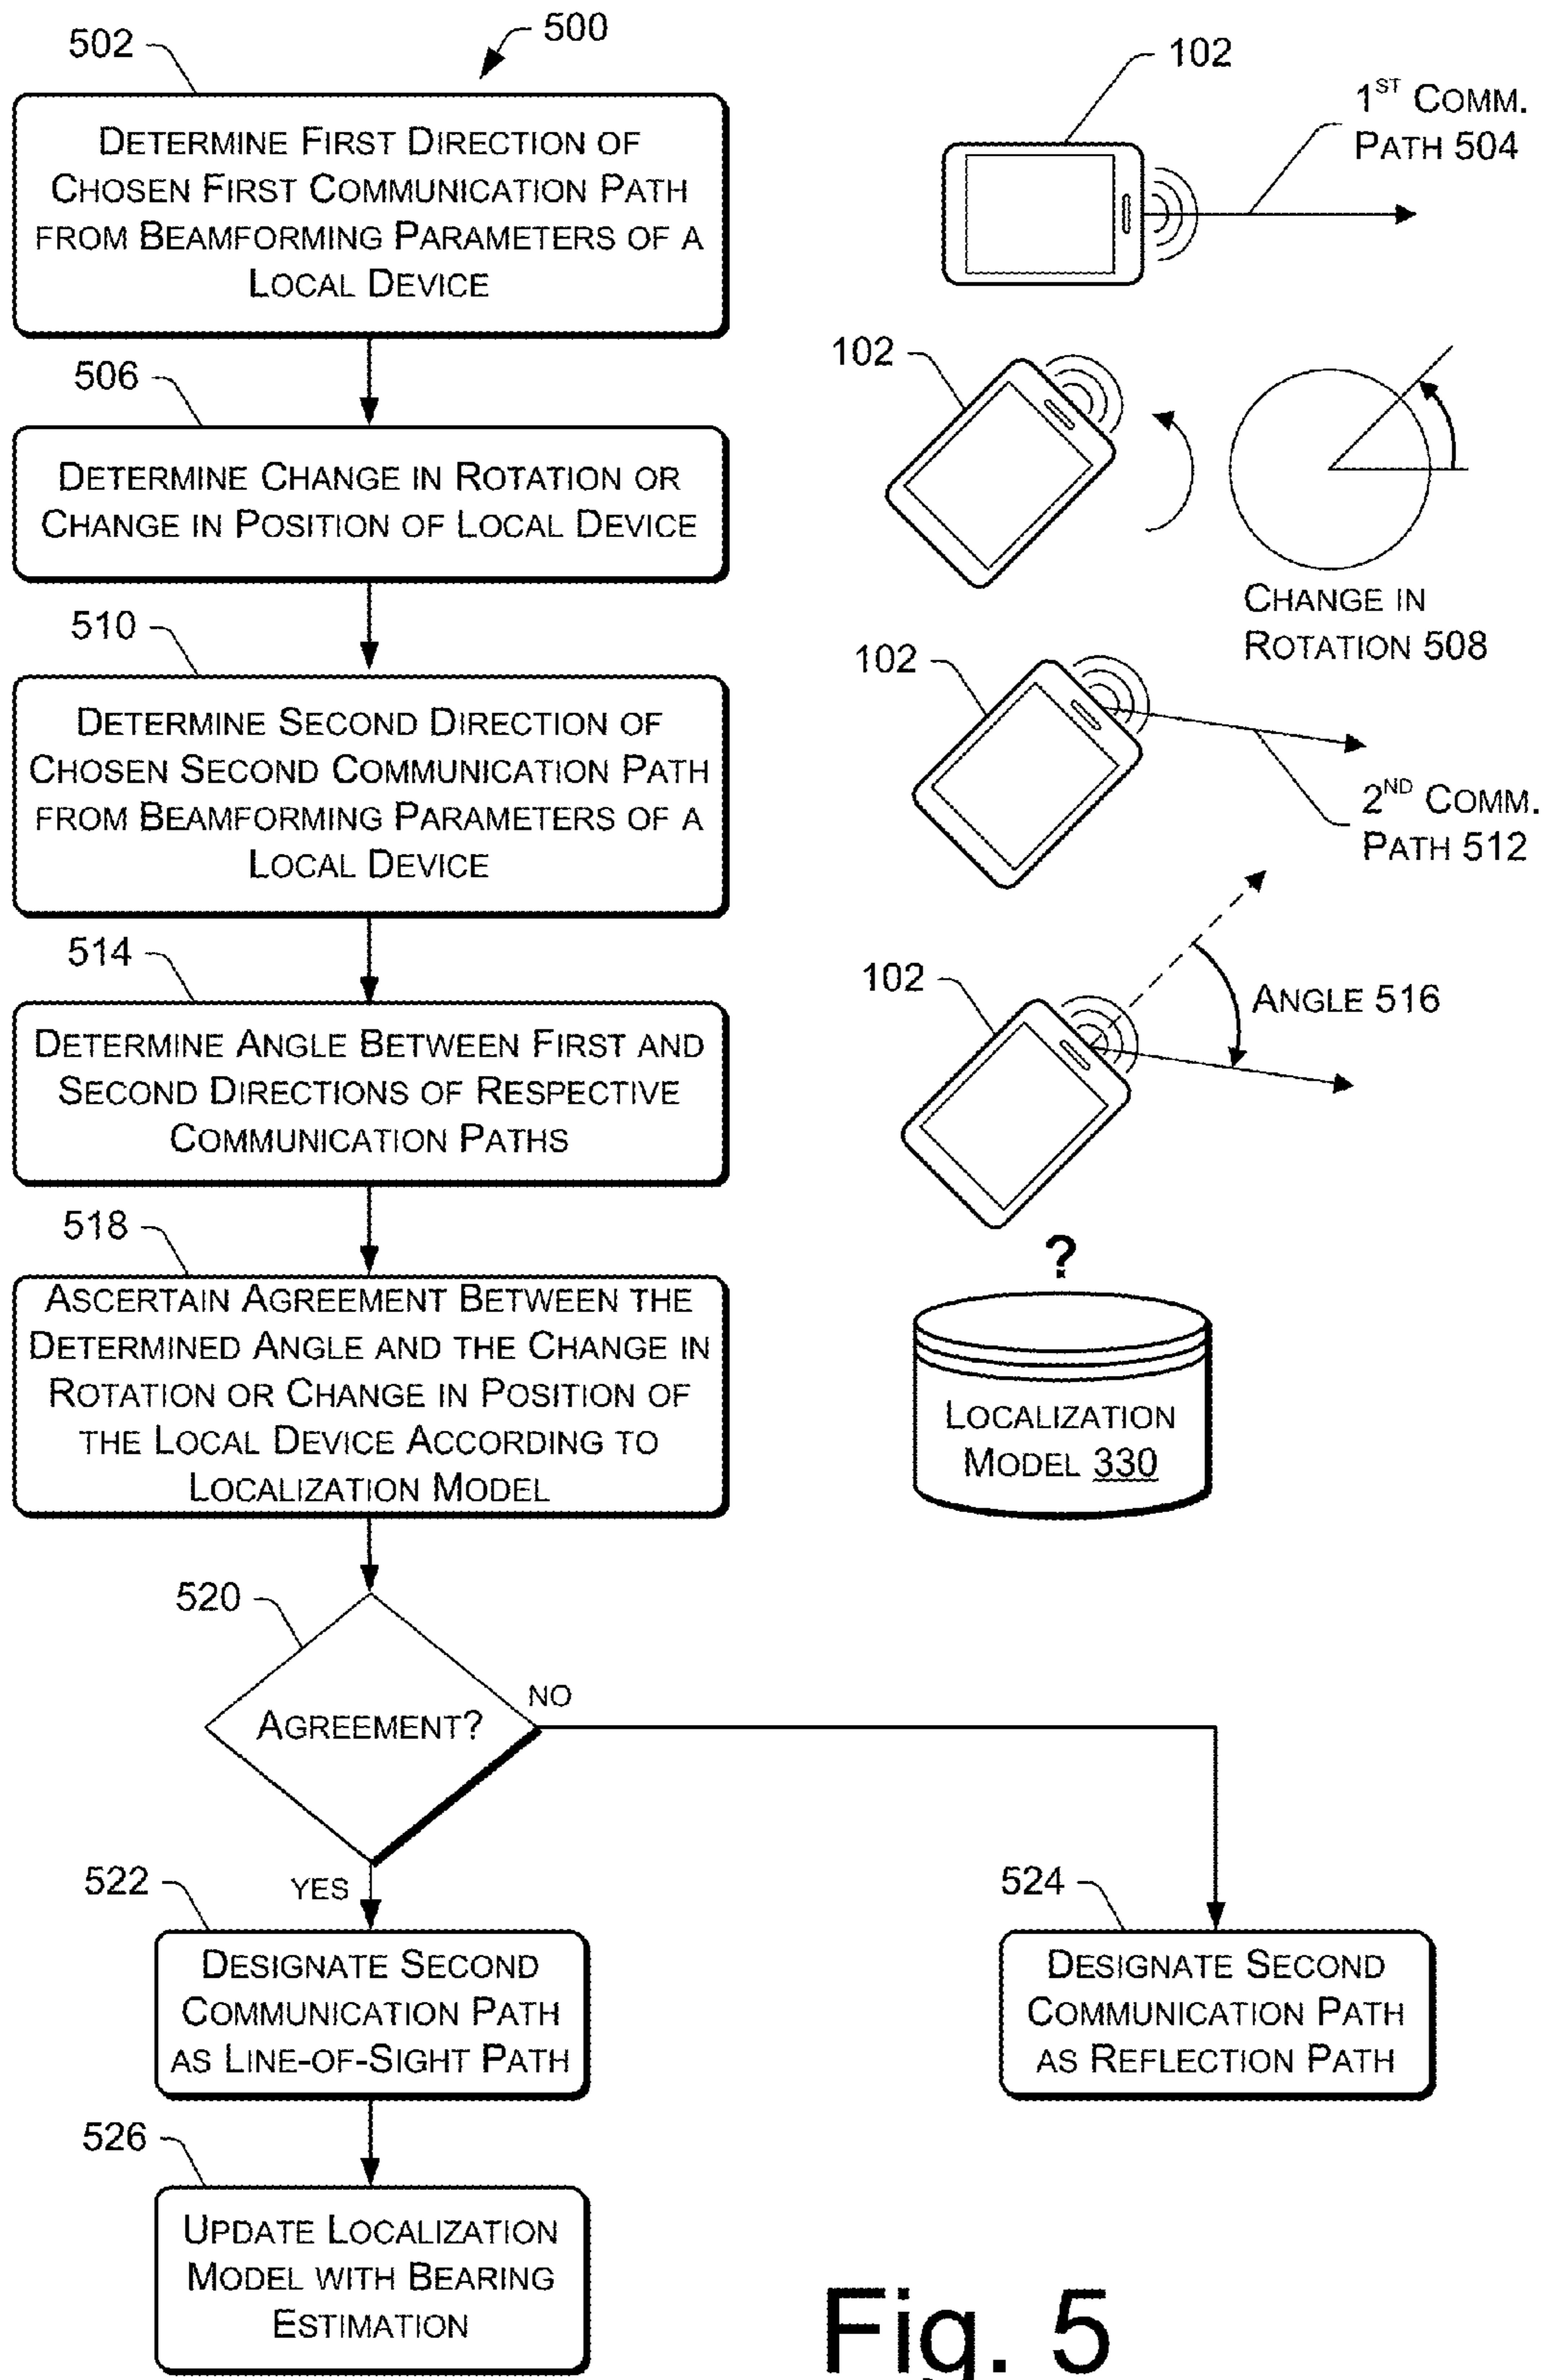 500
502
DETERMINE FIRST DIRECTION OF
CHOSEN FIRST COMMUNICATION PATH
FROM BEAMFORMING PARAMETERS OF A
LOCAL DEVICE
102
1ST COMM.
PATH 504
506
DETERMINE CHANGE IN ROTATION OR
CHANGE IN POSITION OF LOCAL DEVICE
102
CHANGE IN
ROTATION 508
510
DETERMINE SECOND DIRECTION OF
CHOSEN SECOND COMMUNICATION PATH
FROM BEAMFORMING PARAMETERS OF A
LOCAL DEVICE
102
2ND COMM.
PATH 512
514
DETERMINE ANGLE BETWEEN FIRST AND
SECOND DIRECTIONS OF RESPECTIVE
COMMUNICATION PATHS
102
ANGLE 516
518
ASCERTAIN AGREEMENT BETWEEN THE
DETERMINED ANGLE AND THE CHANGE IN
ROTATION OR CHANGE IN POSITION OF
THE LOCAL DEVICE ACCORDING TO
LOCALIZATION MODEL
?
LOCALIZATION
MODEL 330
520
AGREEMENT?
NO
YES
522
DESIGNATE SECOND
COMMUNICATION PATH
AS LINE-OF-SIGHT PATH
524
DESIGNATE SECOND
COMMUNICATION PATH
AS REFLECTION PATH
526
UPDATE LOCALIZATION
MODEL WITH BEARING
ESTIMATION
Fig. 5